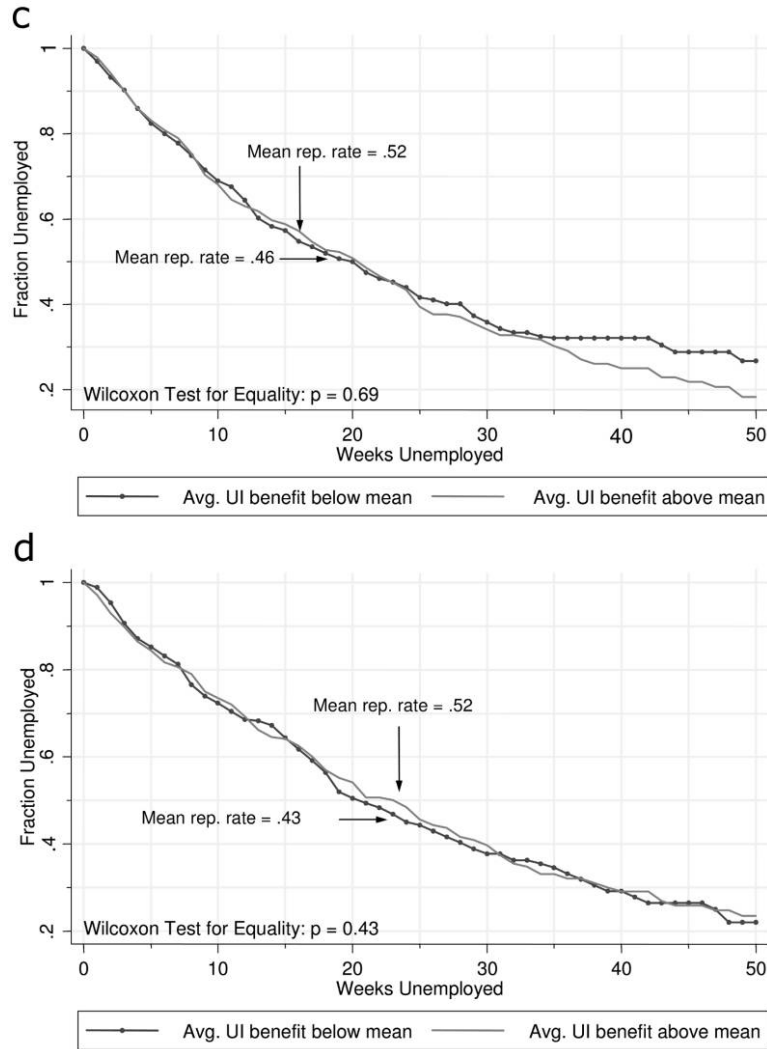 c
1
.8
.6
.4
.2
Fraction Unemployed
Mean rep. rate = .52
Mean rep. rate = .46
Wilcoxon Test for Equality: p = 0.69
0 10 20 30 40 50
Weeks Unemployed
Avg. UI benefit below mean Avg. UI benefit above mean
d
1
.8
.6
.4
.2
Fraction Unemployed
Mean rep. rate = .52
Mean rep. rate = .43
Wilcoxon Test for Equality: p = 0.43
0 10 20 30 40 50
Weeks Unemployed
Avg. UI benefit below mean Avg. UI benefit above mean